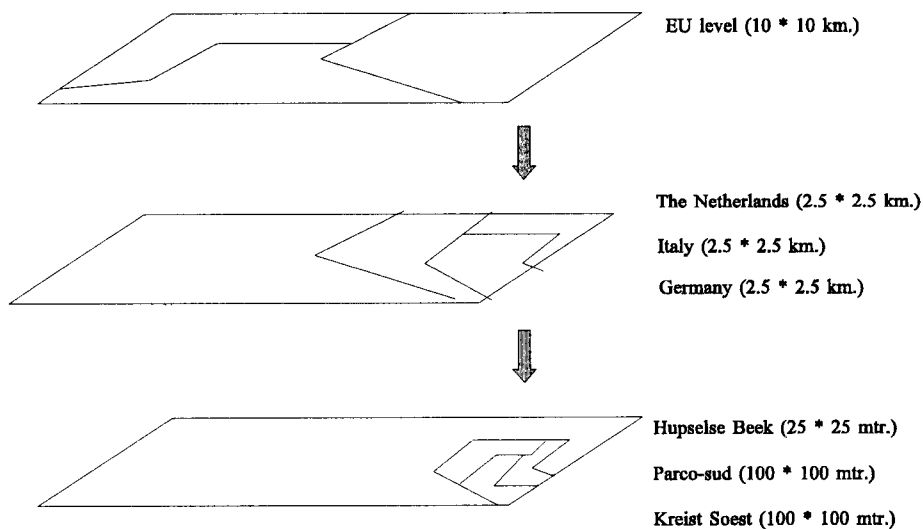 EU level (10 * 10 km.)
The Netherlands (2.5 * 2.5 km.)
Italy (2.5 * 2.5 km.)
Germany (2.5 * 2.5 km.)
Hupselse Beek (25 * 25 mtr.)
Parco-sud (100 * 100 mtr.)
Kreist Soest (100 * 100 mtr.)